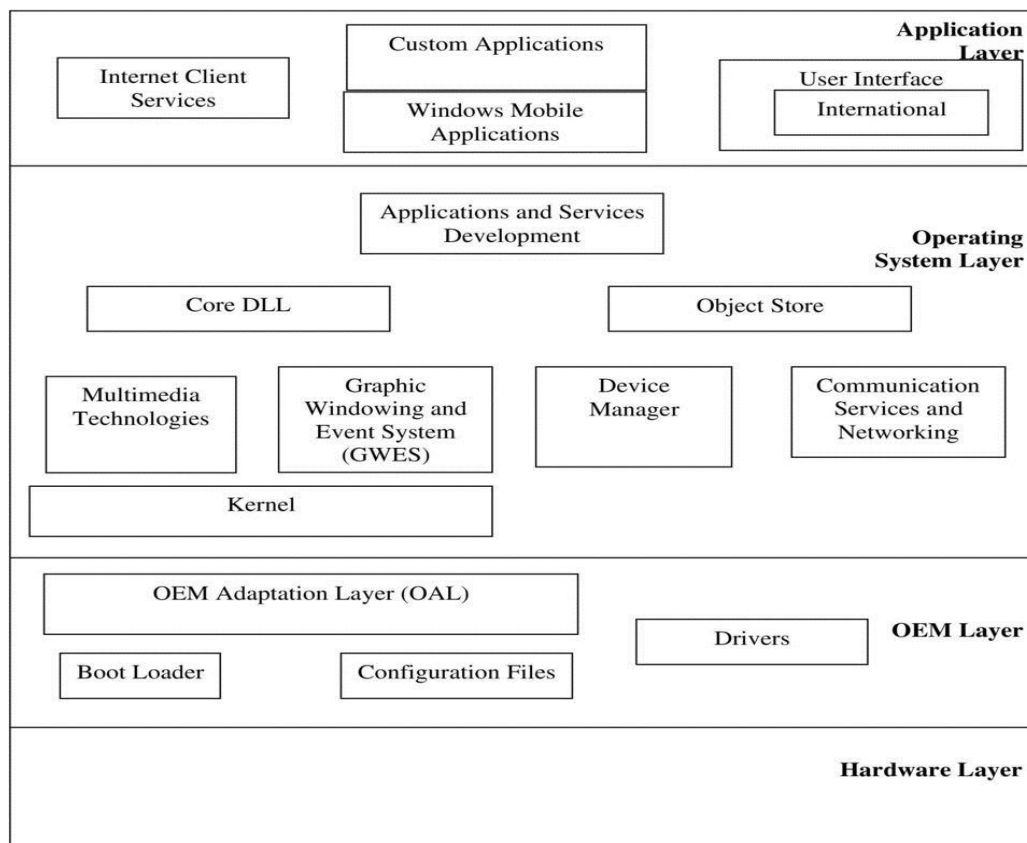 Application
Layer
Custom Applications
Internet Client
Services
User Interface
International
Windows Mobile
Applications
Applications and Services
Development
Operating
System Layer
Core DLL
Object Store
Multimedia
Technologies
Graphic
Windowing and
Event System
(GWES)
Device
Manager
Communication
Services and
Networking
Kernel
OEM Adaptation Layer (OAL)
OEM Layer
Drivers
Boot Loader
Configuration Files
Hardware Layer